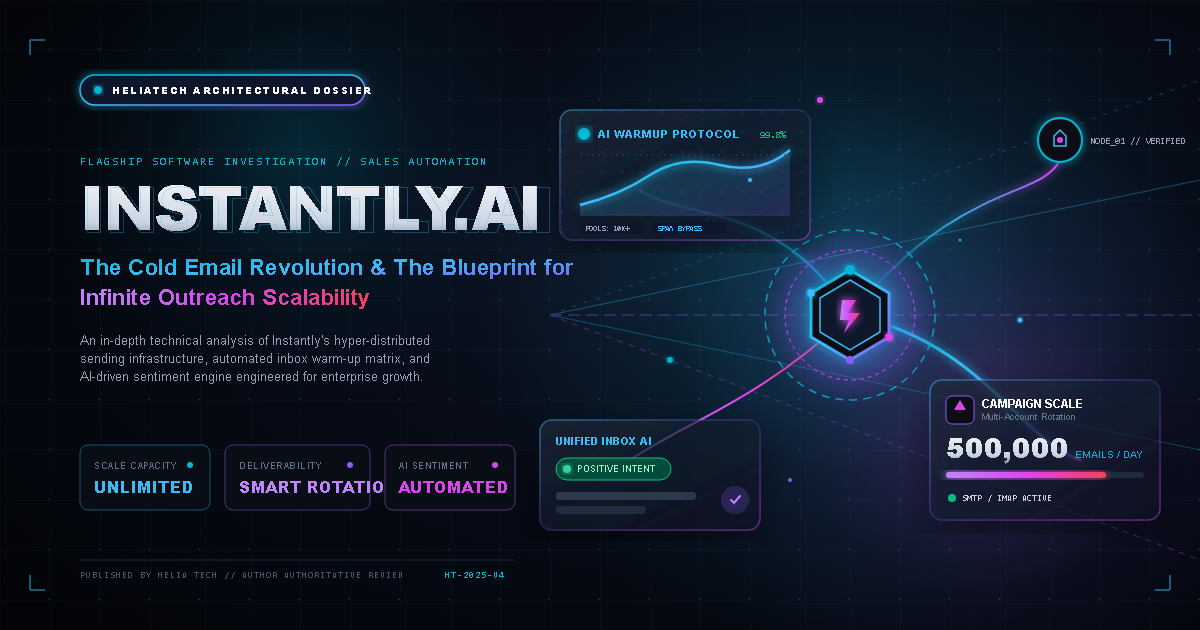 HELIATECH ARCHITECTURAL DOSSIER
FLAGSHIP SOFTWARE INVESTIGATION // SALES AUTOMATION
INSTANTLY.AI
The Cold Email Revolution & The Blueprint for
Infinite Outreach Scalability
An in-depth technical analysis of Instantly's hyper-distributed
sending infrastructure, automated inbox warm-up matrix, and
AI-driven sentiment engine engineered for enterprise growth.
SCALE CAPACITY
UNLIMITED
DELIVERABILITY
SMART ROTATIO
AI SENTIMENT
AUTOMATED
PUBLISHED BY HELIA TECH // AUTHOR AUTHORITATIVE REVIEW
HT-2025-V4
AI WARMUP PROTOCOL
99.8%
POOLS: 10K+
SPAM BYPASS
NODE_01 // VERIFIED
UNIFIED INBOX AI
POSITIVE INTENT
CAMPAIGN SCALE
Multi-Account Rotation
500,000 EMAILS / DAY
SMTP / IMAP ACTIVE